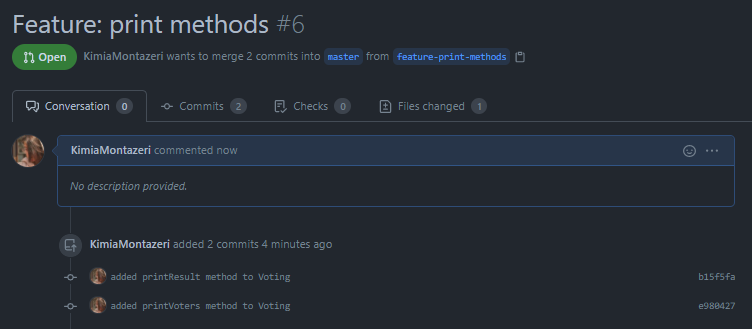 Feature: print methods #6
Open KimiaMontazeri wants to merge 2 commits into master from feature-print-methods
Conversation 0 Commits 2 Checks 0 Files changed 1
KimiaMontazeri commented now
No description provided.
KimiaMontazeri added 2 commits 4 minutes ago
added printResult method to Voting b15f5fa
added printVoters method to Voting e980427